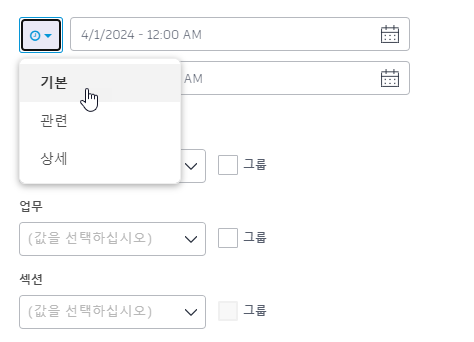 4/1/2024 - 12:00 AM
기본
AM
관련
상세
그룹
업무
(값을 선택하십시오)
그룹
섹션
(값을 선택하십시오)
그룹